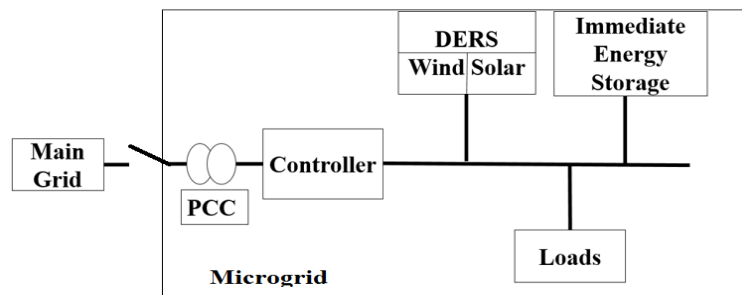 DERS
Wind Solar
Immediate
Energy
Storage
Main
Grid
PCC
Controller
Loads
Microgrid